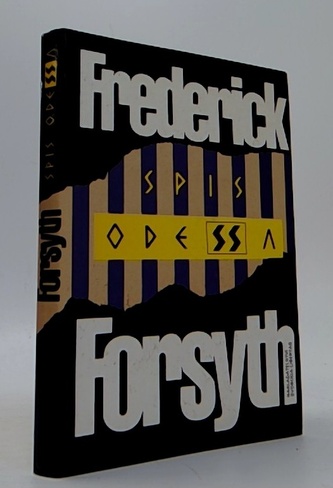 Frederick
SPIS
ODESSA
Forsyth
SPIS ODESSA
Forsyth